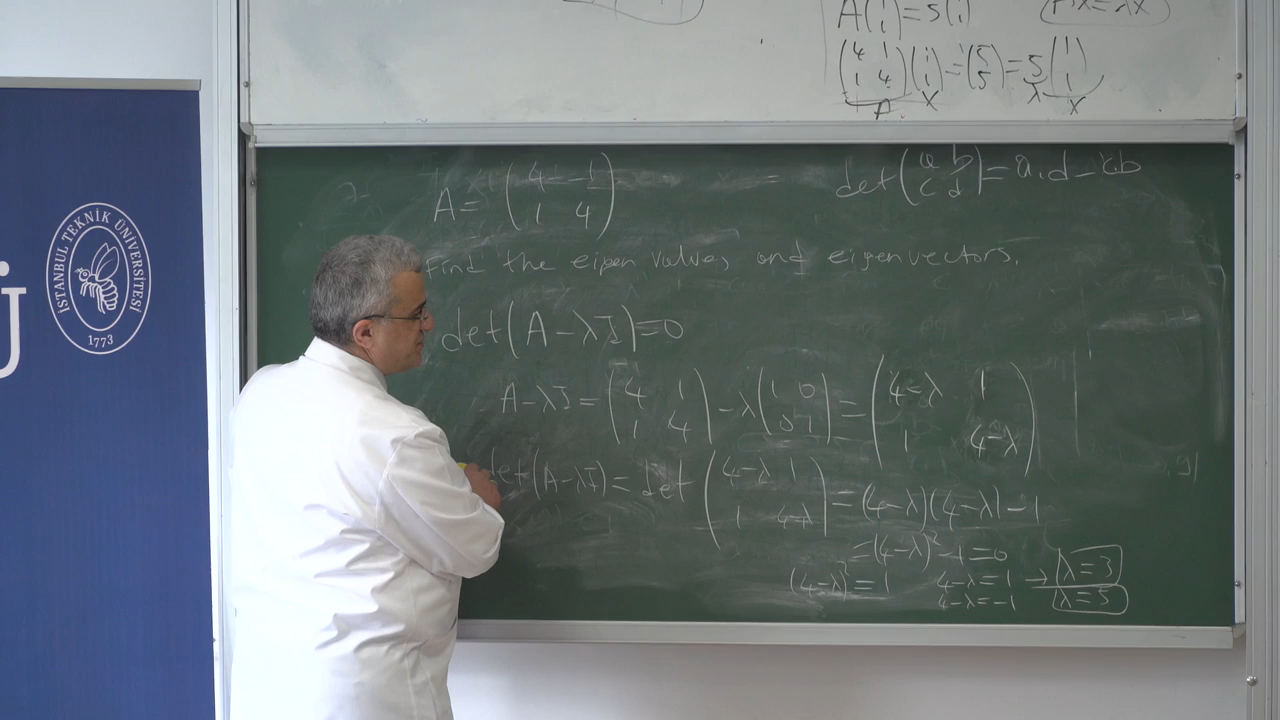 A(1 1)=5(1 1) AX=λX
(4 1 1 4)(1 1)=(5 5)=5(1 1)
A. X λ X
A=(4 -1 1 4) det(a b c d)=a.d-c.b
Find the eigen values and eigenvectors.
det(A-λI)=0
A-λI=(4 1 1 4)-λ(1 0 0 1)=(4-λ 1 1 4-λ)
det(A-λI)=det(4-λ 1 1 4-λ)=(4-λ)(4-λ)-1
=(4-λ)²-1=0
(4-λ)²=1 4-λ=1 → λ=3
4-λ=-1 λ=5
İSTANBUL TEKNİK ÜNİVERSİTESİ
1773